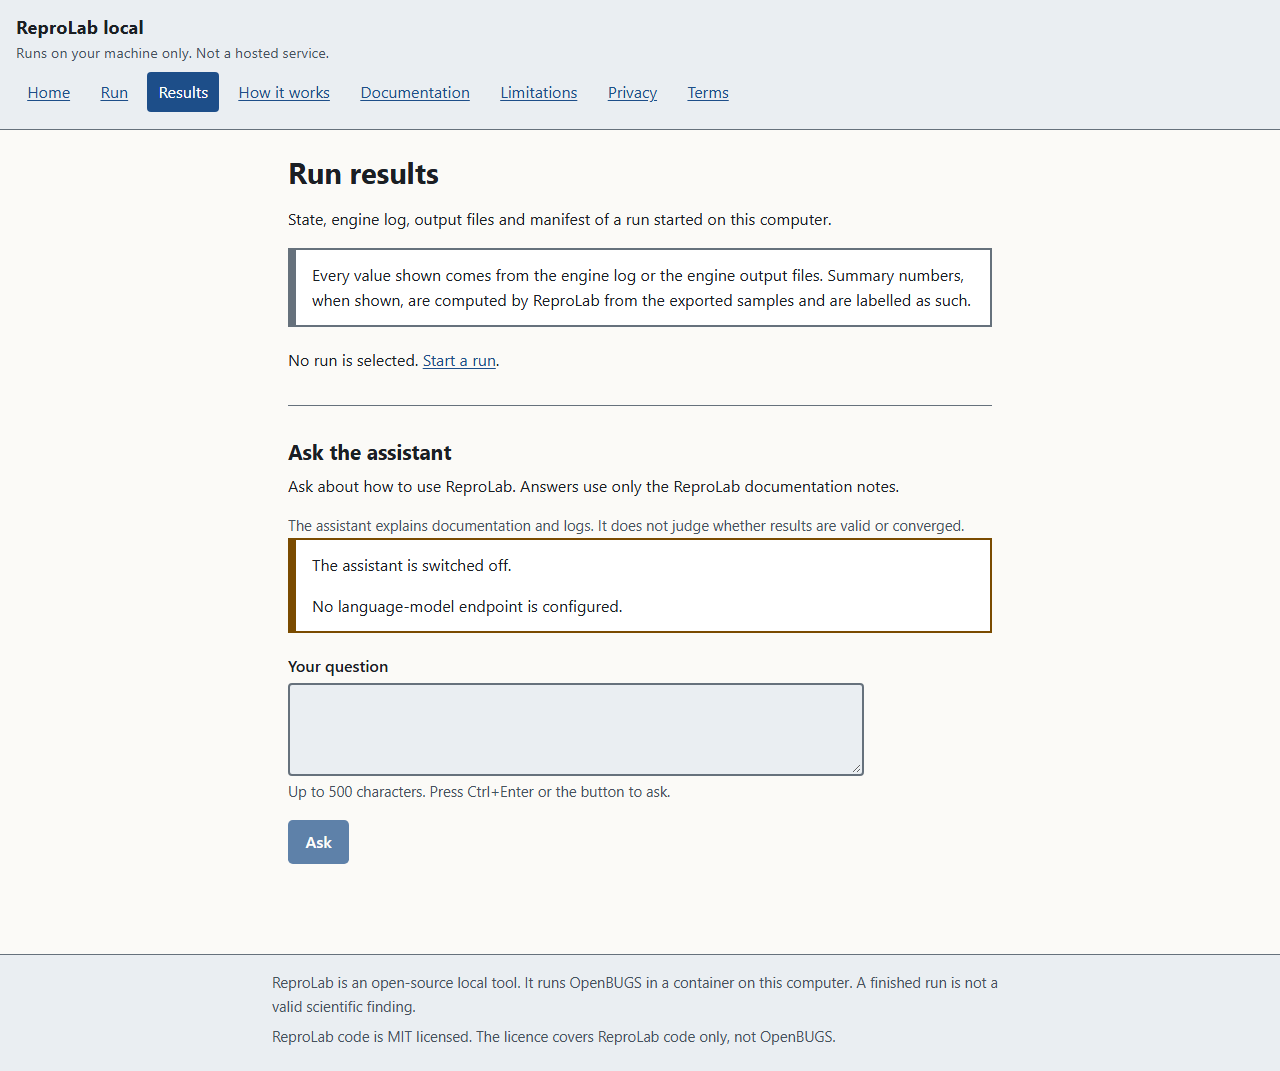 ReproLab local
Runs on your machine only. Not a hosted service.
Home Run Results How it works Documentation Limitations Privacy Terms
Run results
State, engine log, output files and manifest of a run started on this computer.
Every value shown comes from the engine log or the engine output files. Summary numbers,
when shown, are computed by ReproLab from the exported samples and are labelled as such.
No run is selected. Start a run.
Ask the assistant
Ask about how to use ReproLab. Answers use only the ReproLab documentation notes.
The assistant explains documentation and logs. It does not judge whether results are valid or converged.
The assistant is switched off.
No language-model endpoint is configured.
Your question
Up to 500 characters. Press Ctrl+Enter or the button to ask.
Ask
ReproLab is an open-source local tool. It runs OpenBUGS in a container on this computer. A finished run is not a
valid scientific finding.
ReproLab code is MIT licensed. The licence covers ReproLab code only, not OpenBUGS.